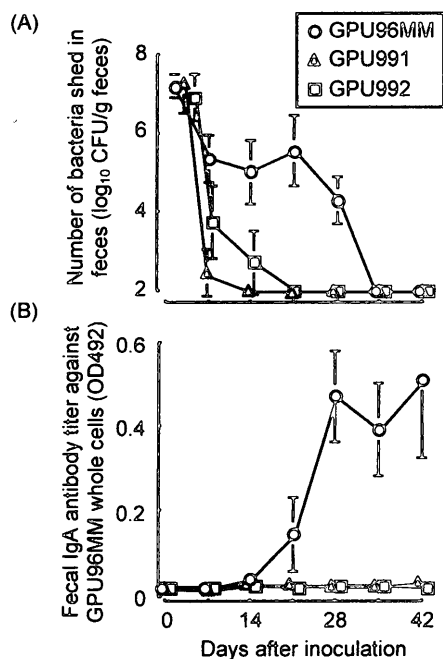 (A)
GPU96MM
GPU991
GPU992
Number of bacteria shed in
feces (log₁₀ CFU/g feces)
8
6
4
2
(B)
Fecal IgA antibody titer against
GPU96MM whole cells (OD492)
0.6
0.4
0.2
0
0
14
28
42
Days after inoculation